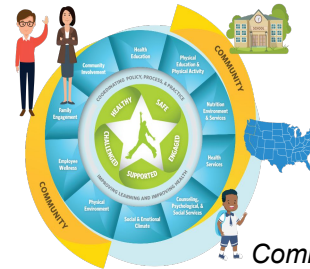 Health
Education
Physical
Education &
Physical Activity
Nutrition
Environment
& Services
Health
Services
Counseling,
Psychological, &
Social Services
Social & Emotional
Climate
Physical
Environment
Employee
Wellness
Family
Engagement
Community
Involvement
COMMUNITY
COMMUNITY
COORDINATING POLICY, PROCESS, & PRACTICE
IMPROVING LEARNING AND IMPROVING HEALTH
HEALTHY
SAFE
ENGAGED
SUPPORTED
CHALLENGED